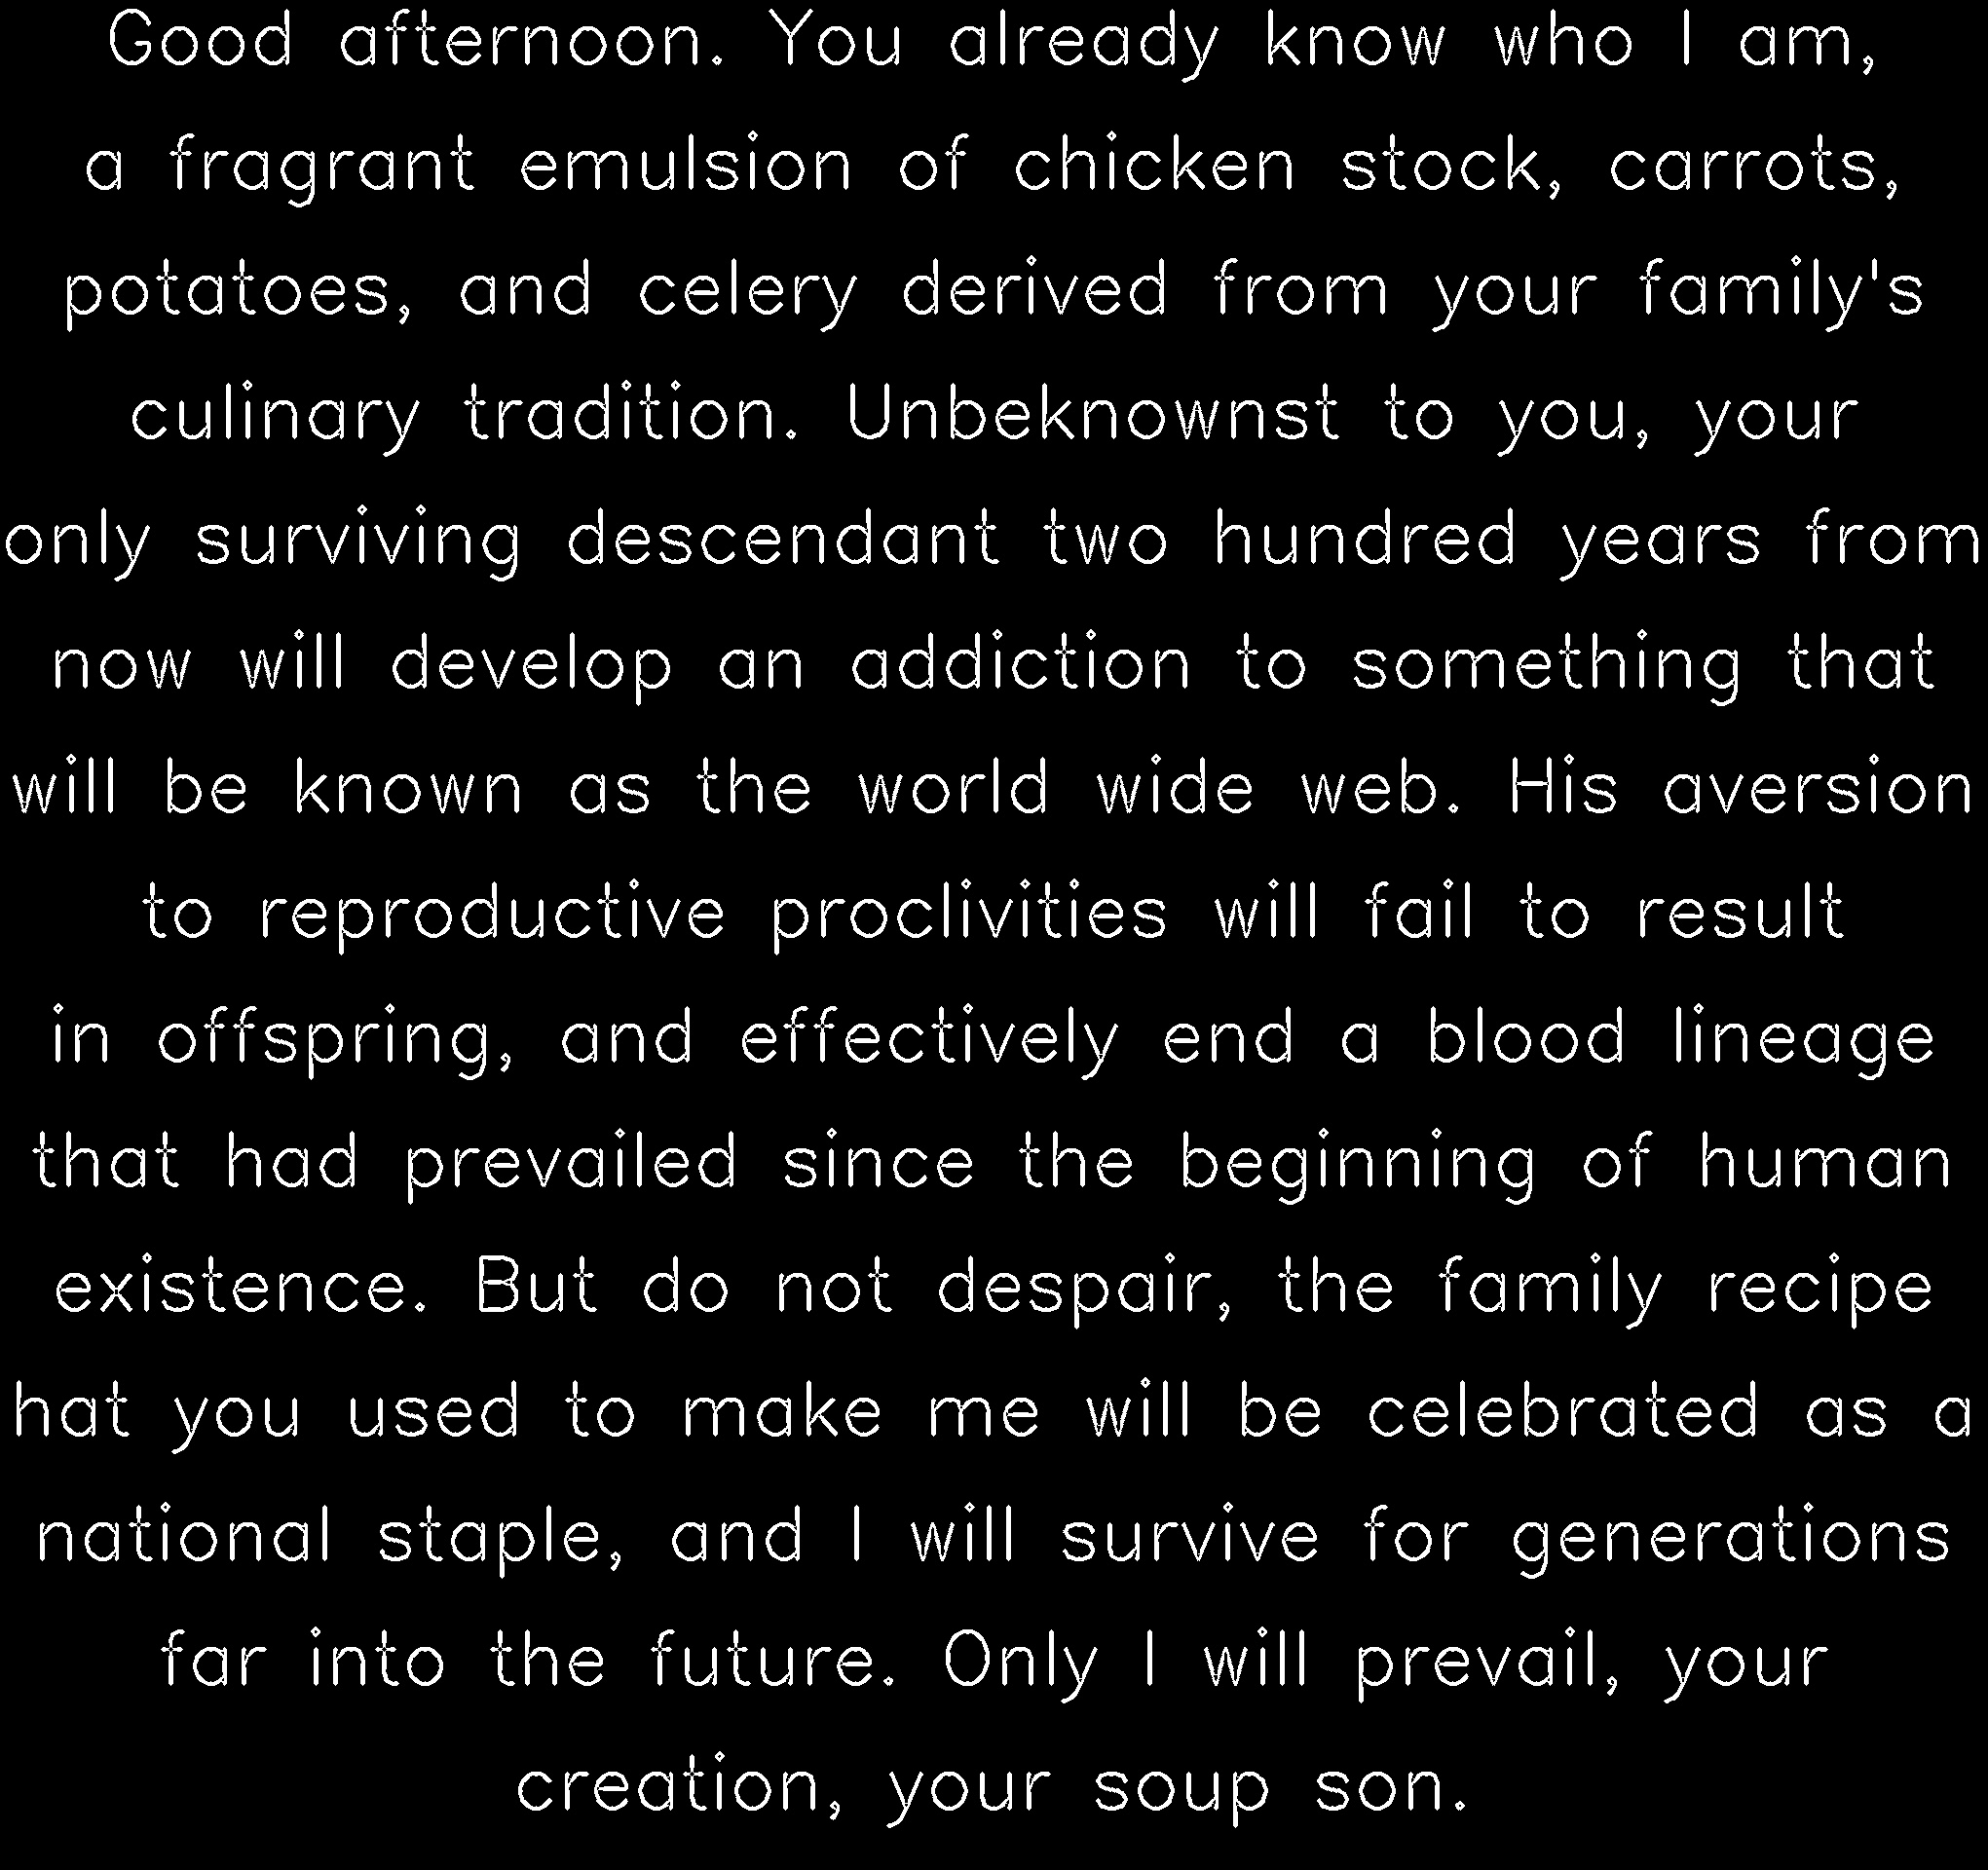 Good afternoon. You already know who I am,
a fragrant emulsion of chicken stock, carrots,
potatoes, and celery derived from your family's
culinary tradition. Unbeknownst to you, your
only surviving descendant two hundred years from
now will develop an addiction to something that
will be known as the world wide web. His aversion
to reproductive proclivities will fail to result
in offspring, and effectively end a blood lineage
that had prevailed since the beginning of human
existence. But do not despair, the family recipe
hat you used to make me will be celebrated as a
national staple, and I will survive for generations
far into the future. Only I will prevail, your
creation, your soup son.